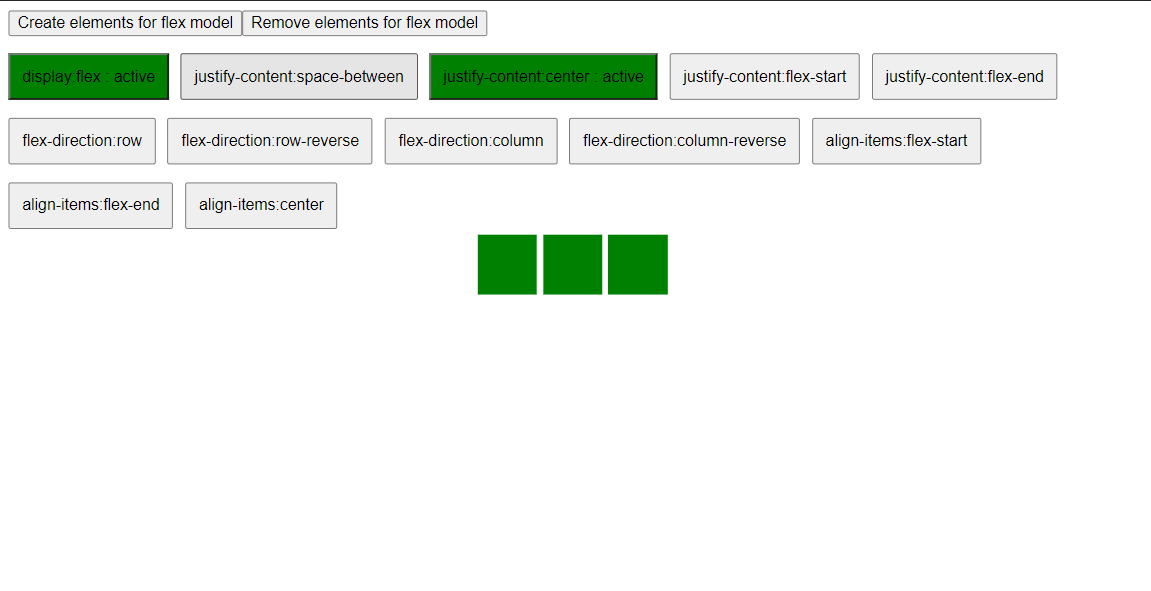 Create elements for flex model Remove elements for flex model
display:flex : active justify-content:space-between justify-content:center : active justify-content:flex-start justify-content:flex-end
flex-direction:row flex-direction:row-reverse flex-direction:column flex-direction:column-reverse align-items:flex-start
align-items:flex-end align-items:center